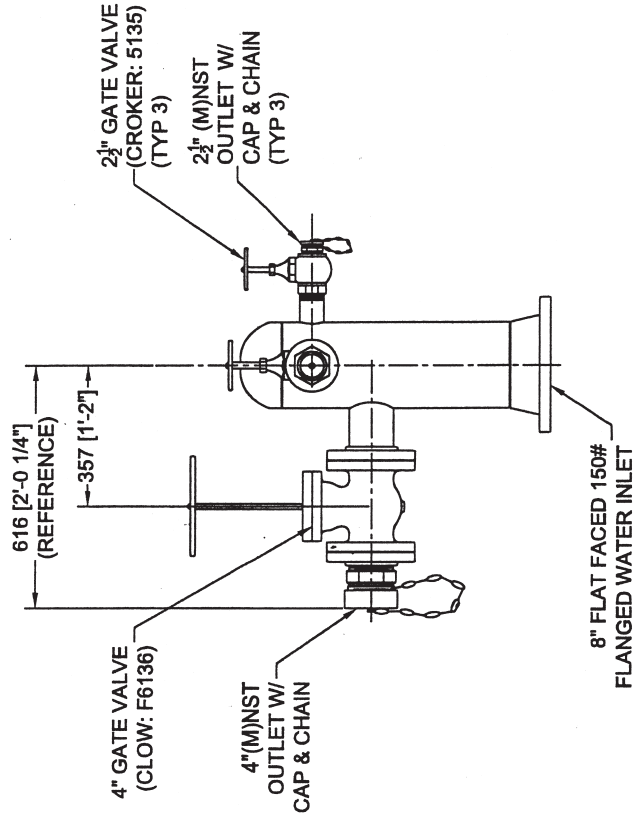 2½" GATE VALVE
(CROKER: 5135)
(TYP 3)
2½" (M)NST
OUTLET W/
CAP & CHAIN
(TYP 3)
616 [2'-0 1/4"]
(REFERENCE)
357 [1'-2"]
4" GATE VALVE
(CLOW: F6136)
4"(M)NST
OUTLET W/
CAP & CHAIN
8" FLAT FACED 150#
FLANGED WATER INLET